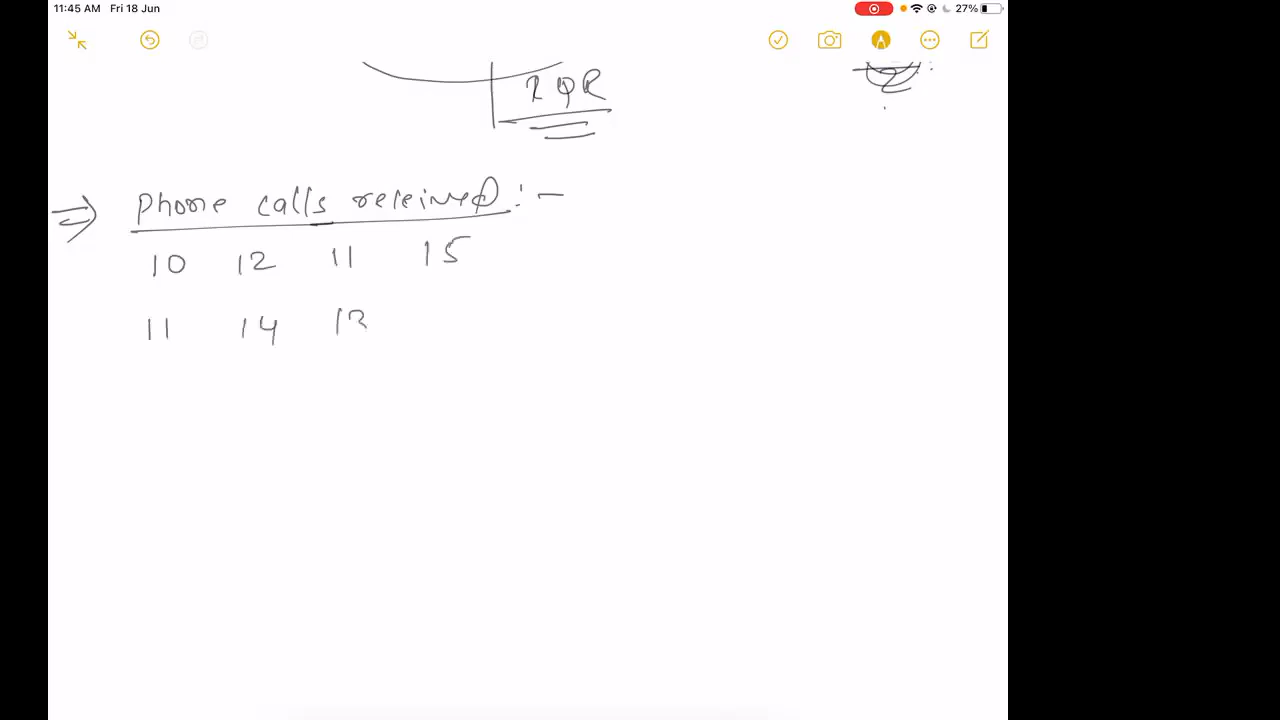 11:45 AM Fri 18 Jun
27%
IQR
phone calls received :-
10 12 11 15
11 14 13